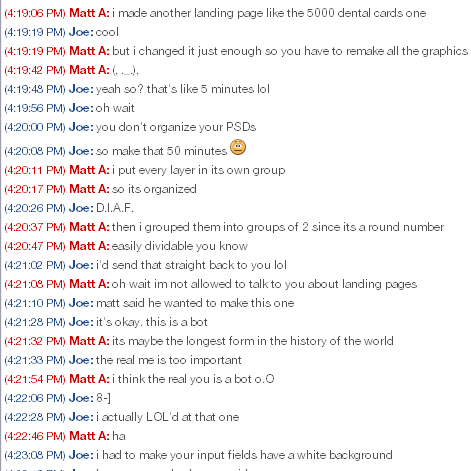 (4:19:06 PM) Matt A: i made another landing page like the 5000 dental cards one
(4:19:19 PM) Joe: cool
(4:19:19 PM) Matt A: but i changed it just enough so you have to remake all the graphics
(4:19:42 PM) Matt A: (, ._.),
(4:19:48 PM) Joe: yeah so? that's like 5 minutes lol
(4:19:56 PM) Joe: oh wait
(4:20:00 PM) Joe: you don't organize your PSDs
(4:20:08 PM) Joe: so make that 50 minutes
(4:20:11 PM) Matt A: i put every layer in its own group
(4:20:17 PM) Matt A: so its organized
(4:20:26 PM) Joe: D.I.A.F.
(4:20:37 PM) Matt A: then i grouped them into groups of 2 since its a round number
(4:20:47 PM) Matt A: easily dividable you know
(4:21:02 PM) Joe: i'd send that straight back to you lol
(4:21:08 PM) Matt A: oh wait im not allowed to talk to you about landing pages
(4:21:10 PM) Joe: matt said he wanted to make this one
(4:21:28 PM) Joe: it's okay. this is a bot
(4:21:32 PM) Matt A: its maybe the longest form in the history of the world
(4:21:33 PM) Joe: the real me is too important
(4:21:54 PM) Matt A: i think the real you is a bot o.O
(4:22:06 PM) Joe: 8-]
(4:22:28 PM) Joe: i actually LOL'd at that one
(4:22:46 PM) Matt A: ha
(4:23:08 PM) Joe: i had to make your input fields have a white background